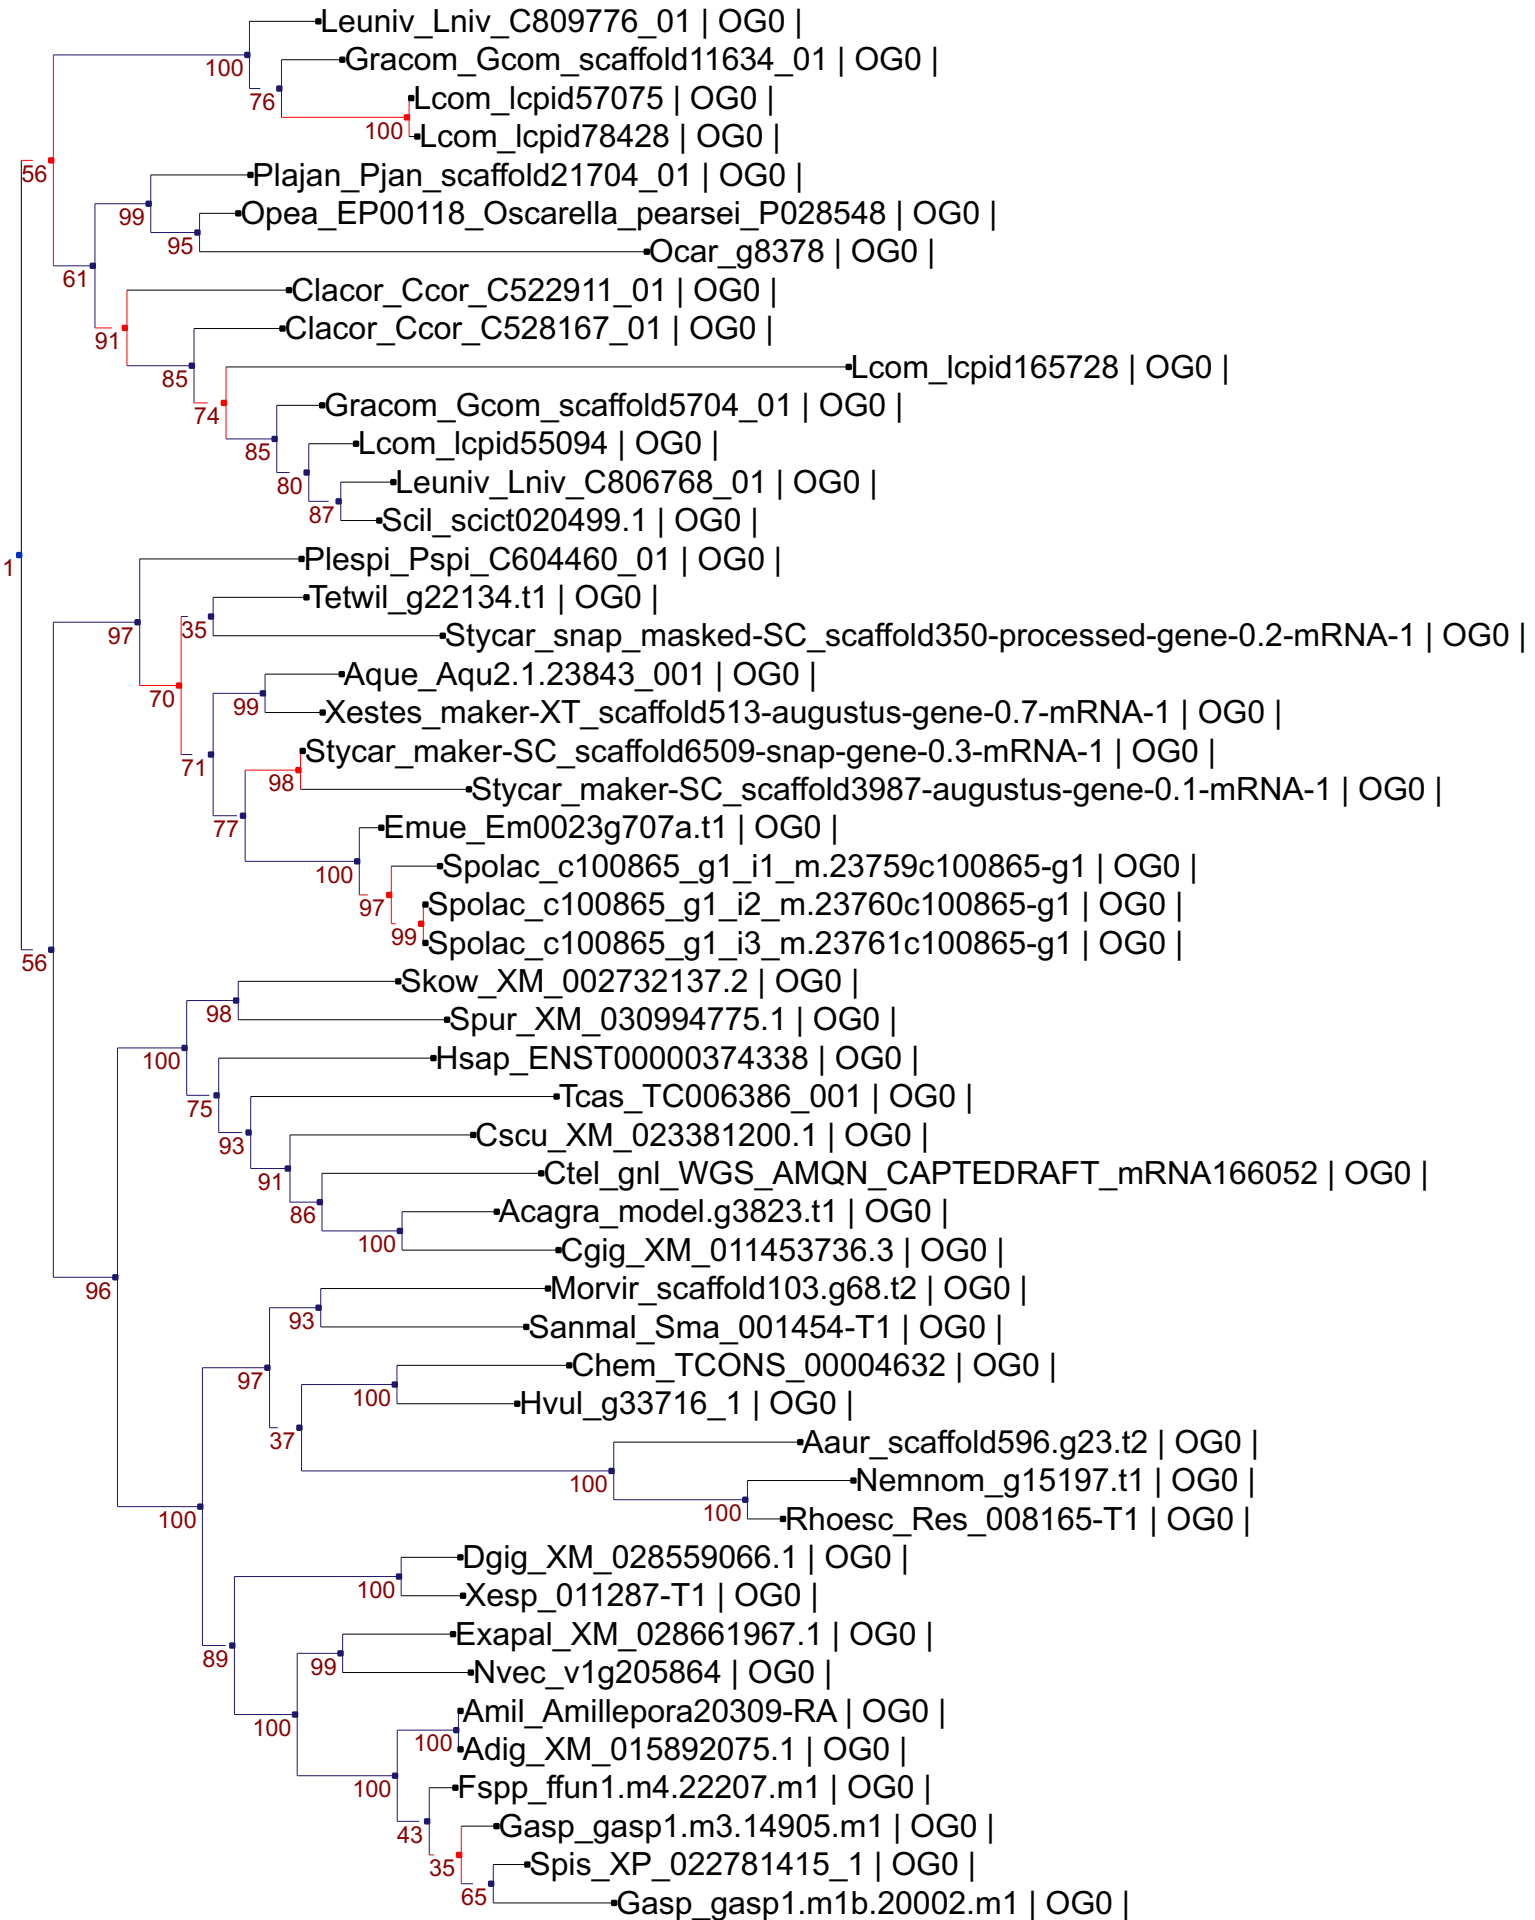 Leuniv_Lniv_C809776_01 | OG0 |
100
Gracom_Gcom_scaffold11634_01 | OG0 |
76
Lcom_lcpid57075 | OG0 |
100
Lcom_lcpid78428 | OG0 |
56
Plajan_Pjan_scaffold21704_01 | OG0 |
99
Opea_EP00118_Oscarella_pearsei_P028548 | OG0 |
95
Ocar_g8378 | OG0 |
61
Clacor_Ccor_C522911_01 | OG0 |
91
Clacor_Ccor_C528167_01 | OG0 |
85
Lcom_lcpid165728 | OG0 |
74
Gracom_Gcom_scaffold5704_01 | OG0 |
85
Lcom_lcpid55094 | OG0 |
80
Leuniv_Lniv_C806768_01 | OG0 |
87
Scil_scict020499.1 | OG0 |
1
Plespi_Pspi_C604460_01 | OG0 |
97
Tetwil_g22134.t1 | OG0 |
35
Stycar_snap_masked-SC_scaffold350-processed-gene-0.2-mRNA-1 | OG0 |
70
Aque_Aqu2.1.23843_001 | OG0 |
99
Xestes_maker-XT_scaffold513-augustus-gene-0.7-mRNA-1 | OG0 |
71
Stycar_maker-SC_scaffold6509-snap-gene-0.3-mRNA-1 | OG0 |
98
Stycar_maker-SC_scaffold3987-augustus-gene-0.1-mRNA-1 | OG0 |
77
Emue_Em0023g707a.t1 | OG0 |
100
Spolac_c100865_g1_i1_m.23759c100865-g1 | OG0 |
97
Spolac_c100865_g1_i2_m.23760c100865-g1 | OG0 |
99
Spolac_c100865_g1_i3_m.23761c100865-g1 | OG0 |
56
Skow_XM_002732137.2 | OG0 |
98
Spur_XM_030994775.1 | OG0 |
100
Hsap_ENST00000374338 | OG0 |
75
Tcas_TC006386_001 | OG0 |
93
Cscu_XM_023381200.1 | OG0 |
91
Ctel_gnl_WGS_AMQN_CAPTEDRAFT_mRNA166052 | OG0 |
86
Acagra_model.g3823.t1 | OG0 |
100
Cgig_XM_011453736.3 | OG0 |
96
Morvir_scaffold103.g68.t2 | OG0 |
93
Sanmal_Sma_001454-T1 | OG0 |
97
Chem_TCONS_00004632 | OG0 |
100
Hvul_g33716_1 | OG0 |
37
Aaur_scaffold596.g23.t2 | OG0 |
100
Nemnom_g15197.t1 | OG0 |
100
Rhoesc_Res_008165-T1 | OG0 |
100
Dgig_XM_028559066.1 | OG0 |
100
Xesp_011287-T1 | OG0 |
89
Exapal_XM_028661967.1 | OG0 |
99
Nvec_v1g205864 | OG0 |
100
Amil_Amillepora20309-RA | OG0 |
100
Adig_XM_015892075.1 | OG0 |
100
Fspp_ffun1.m4.22207.m1 | OG0 |
43
Gasp_gasp1.m3.14905.m1 | OG0 |
35
Spis_XP_022781415_1 | OG0 |
65
Gasp_gasp1.m1b.20002.m1 | OG0 |